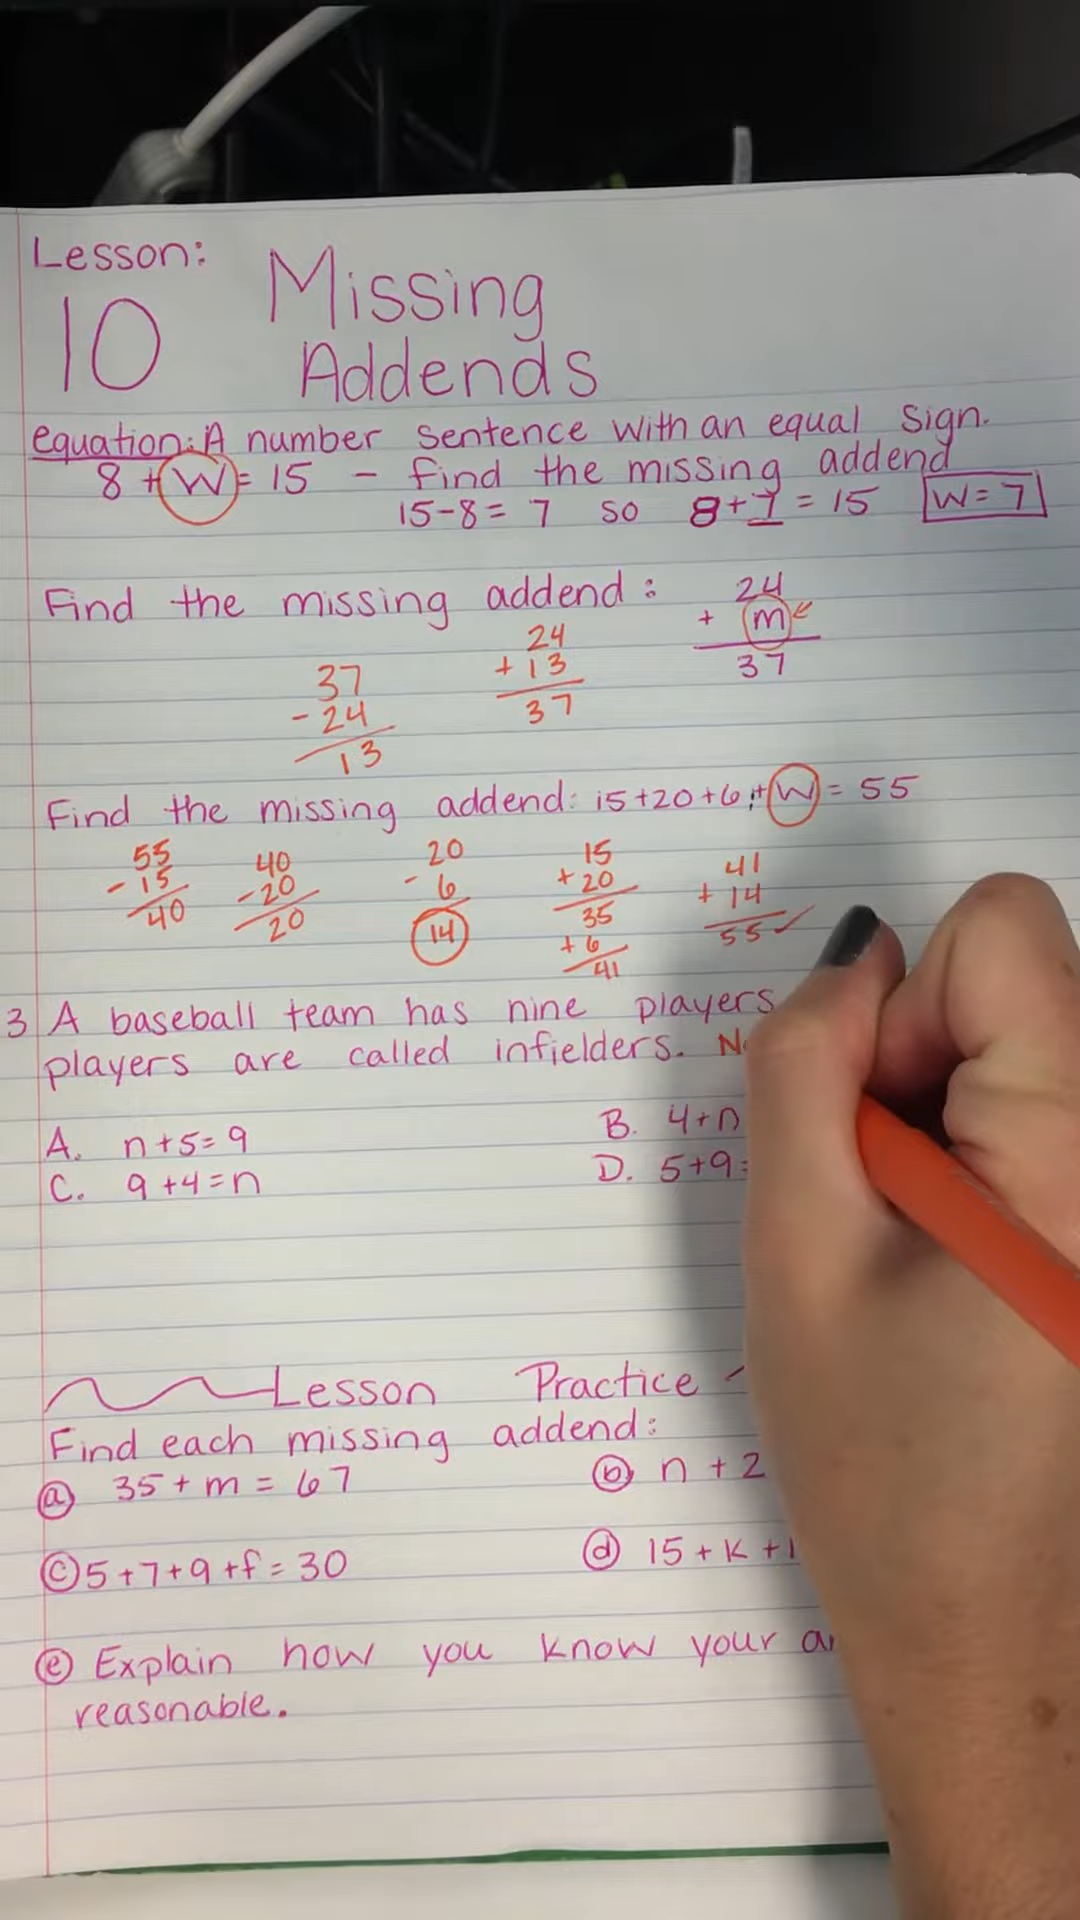 Lesson:
10
Missing
Addends
equation: A number sentence with an equal sign.
8 + W = 15 - find the missing addend
15-8 = 7 so 8+7 = 15 W = 7
Find the missing addend:
24
+ m
37
24
+ 13
37
37
- 24
13
Find the missing addend: 15+20+6+W = 55
55
- 15
40
40
- 20
20
20
- 6
14
15
+ 20
35
+ 6
41
41
+ 14
55
3 A baseball team has nine players
players are called infielders.
A. n+5=9
B. 4+n
C. 9+4=n
D. 5+9=
Lesson Practice
Find each missing addend:
a 35+m = 67
b n + 2
c 5+7+9+f=30
d 15+k+1
e Explain how you know your
reasonable.